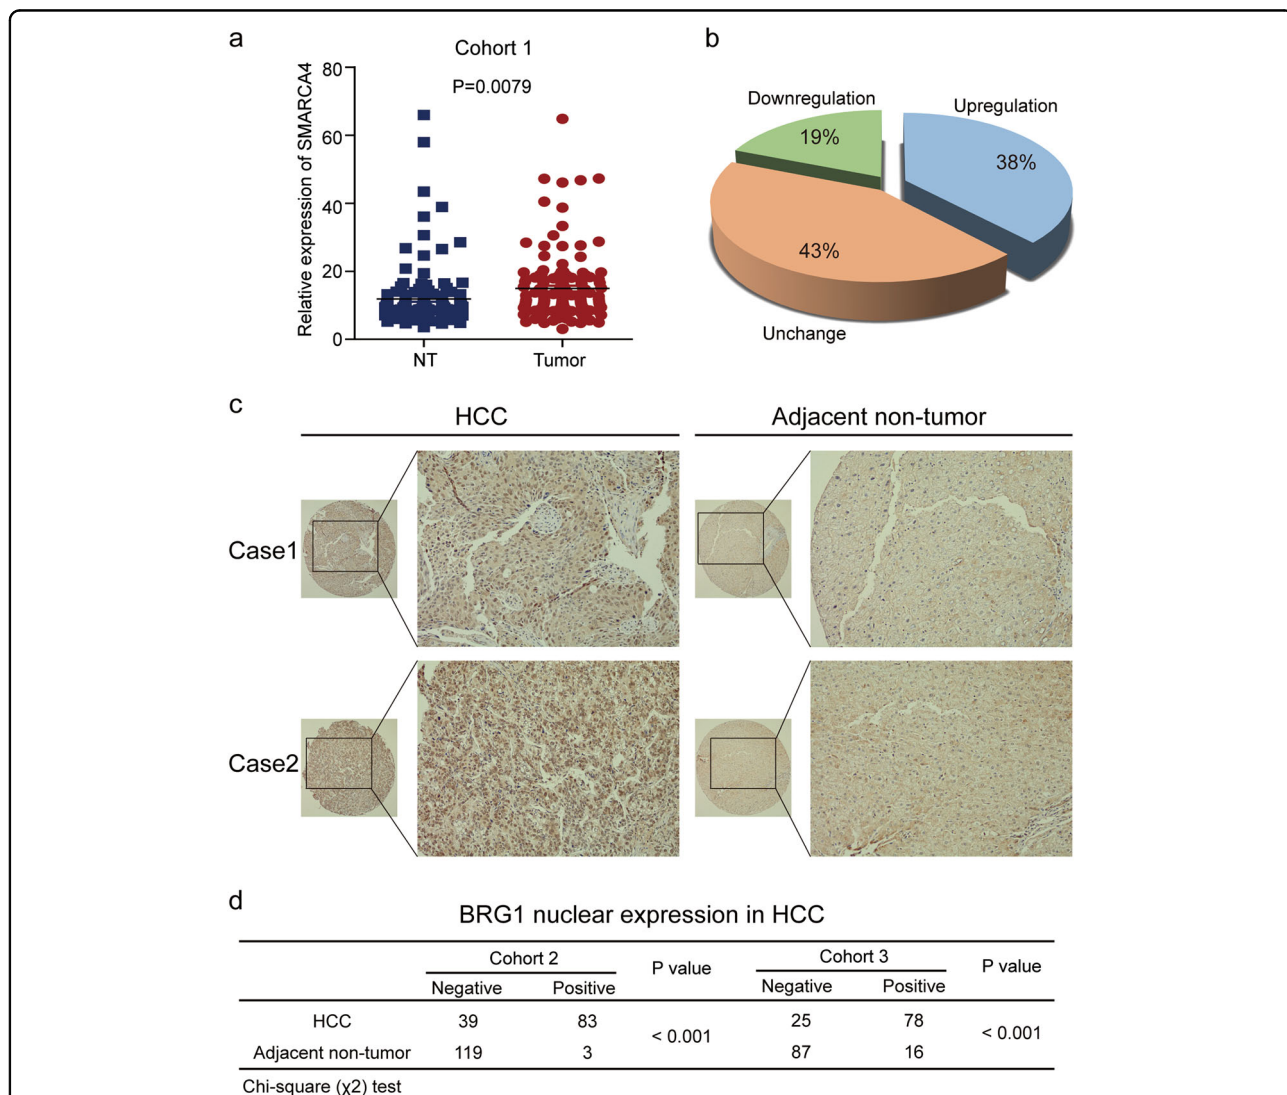 a
Cohort 1
P=0.0079
Relative expression of SMARCA4
80
60
40
20
0
NT
Tumor
b
Downregulation
Upregulation
19%
38%
43%
Unchange
c
HCC
Adjacent non-tumor
Case1
Case2
d
BRG1 nuclear expression in HCC
Cohort 2
P value
Cohort 3
P value
Negative
Positive
Negative
Positive
HCC
39
83
< 0.001
25
78
< 0.001
Adjacent non-tumor
119
3
87
16
Chi-square (χ2) test